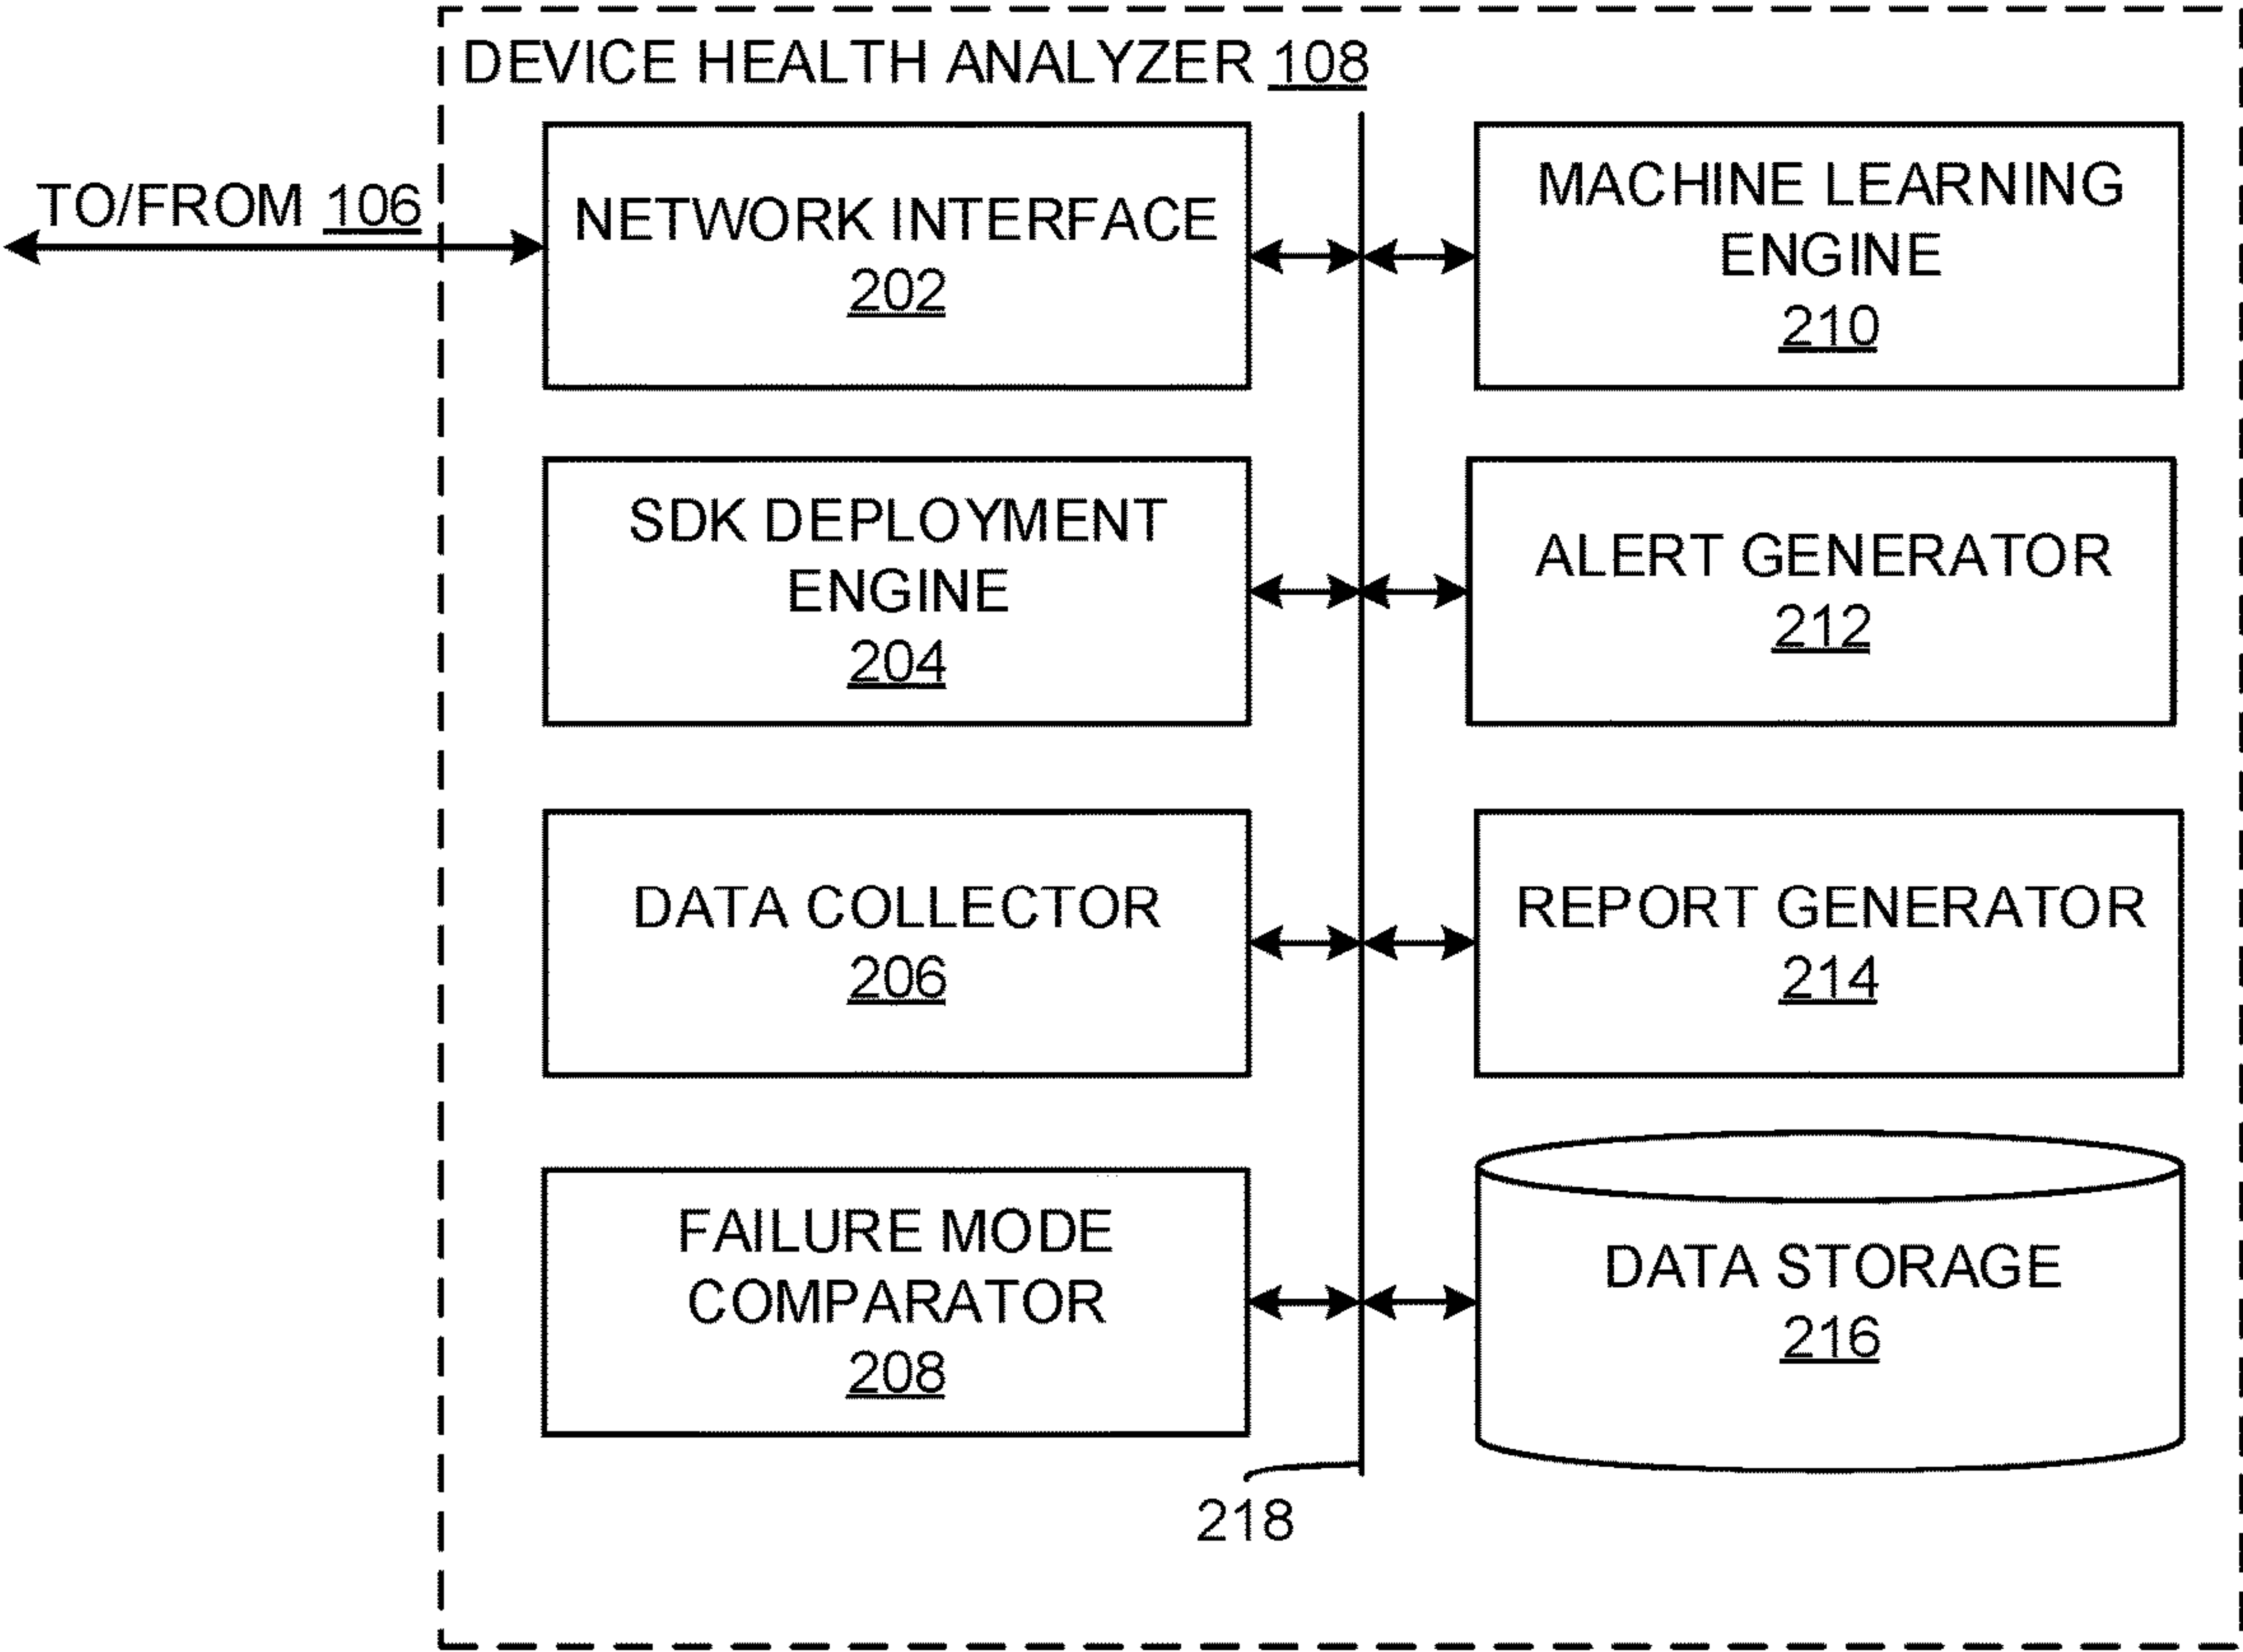 DEVICE HEALTH ANALYZER 108
TO/FROM 106
NETWORK INTERFACE
202
MACHINE LEARNING
ENGINE
210
SDK DEPLOYMENT
ENGINE
204
ALERT GENERATOR
212
DATA COLLECTOR
206
REPORT GENERATOR
214
FAILURE MODE
COMPARATOR
208
DATA STORAGE
216
218